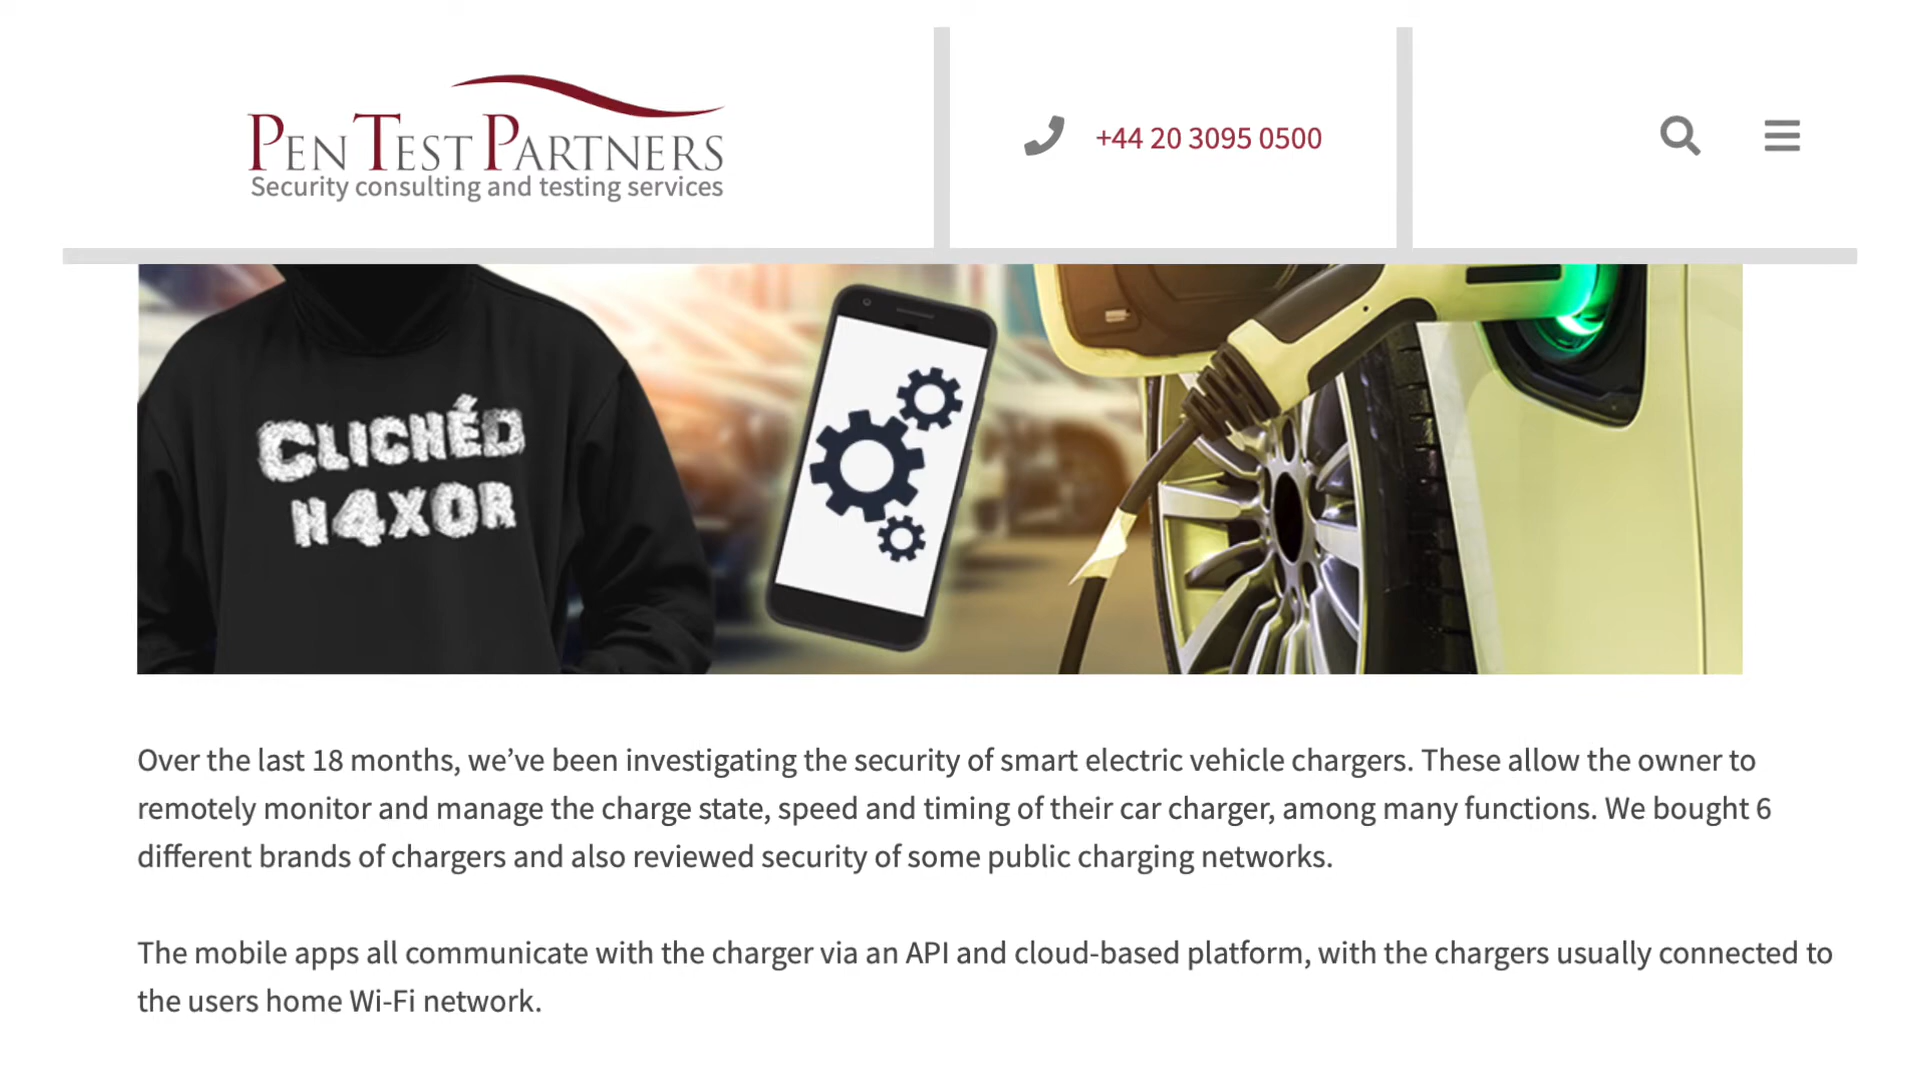 PEN TEST PARTNERS
Security consulting and testing services
+44 20 3095 0500
CLICHÉD
H4X0R
Over the last 18 months, we’ve been investigating the security of smart electric vehicle chargers. These allow the owner to
remotely monitor and manage the charge state, speed and timing of their car charger, among many functions. We bought 6
different brands of chargers and also reviewed security of some public charging networks.
The mobile apps all communicate with the charger via an API and cloud-based platform, with the chargers usually connected to
the users home Wi-Fi network.